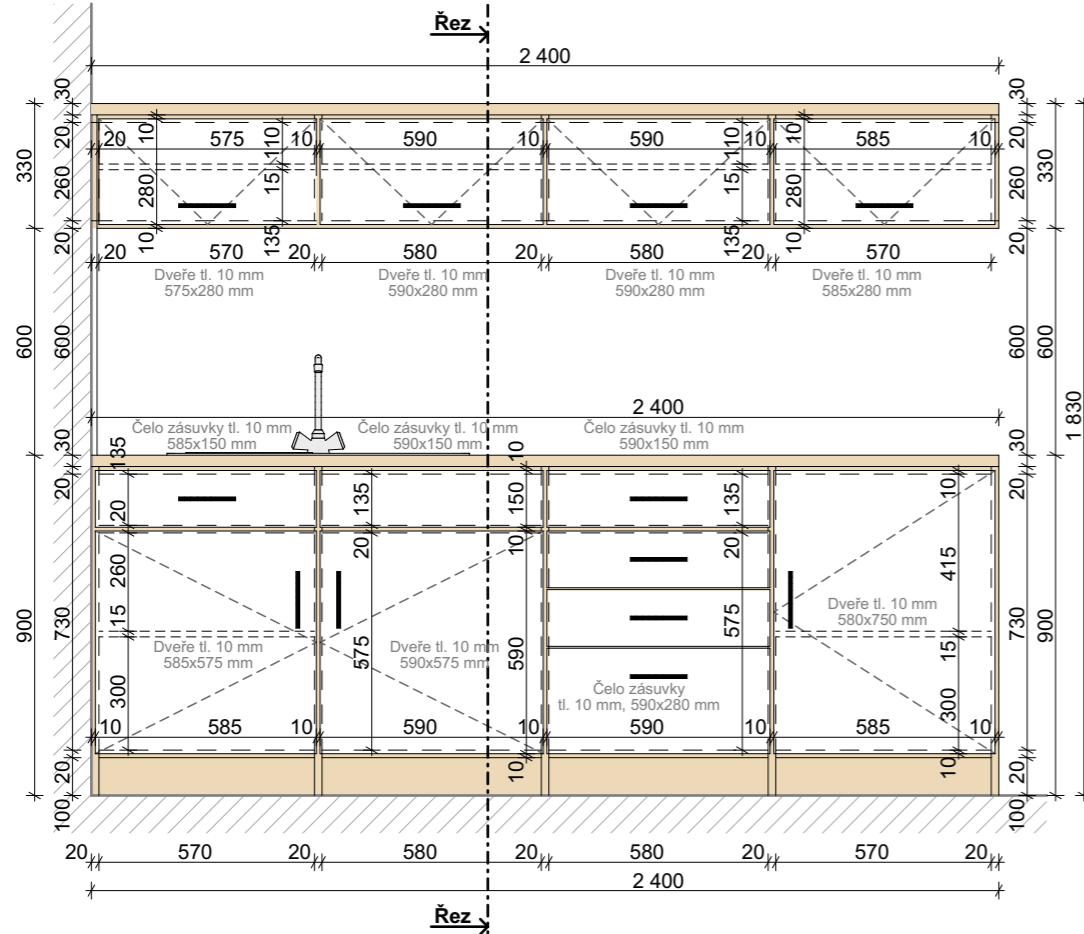 Řez
2 400
30 30
20 20
330 260 20 575 10 590 10 590 10 585 10 260 330
10 110 110 10
280 15 15 280
20 10 135 135 10 20
20 570 20 580 20 580 20 570
Dveře tl. 10 mm
575x280 mm
Dveře tl. 10 mm
590x280 mm
Dveře tl. 10 mm
590x280 mm
Dveře tl. 10 mm
585x280 mm
600 600 600 600
1 830
2 400
Čelo zásuvky tl. 10 mm
585x150 mm
Čelo zásuvky tl. 10 mm
590x150 mm
Čelo zásuvky tl. 10 mm
590x150 mm
30 135 10 30
20 135 150 135 10 20
20 20 10 20
260 415
900 730 15 575 590 575 730 900
Dveře tl. 10 mm
585x575 mm
Dveře tl. 10 mm
590x575 mm
Dveře tl. 10 mm
580x750 mm
Čelo zásuvky
tl. 10 mm, 590x280 mm
300 15 300
10 585 10 590 10 590 10 585 10
20 10 10 20
100 100
20 570 20 580 20 580 20 570 20
2 400
Řez